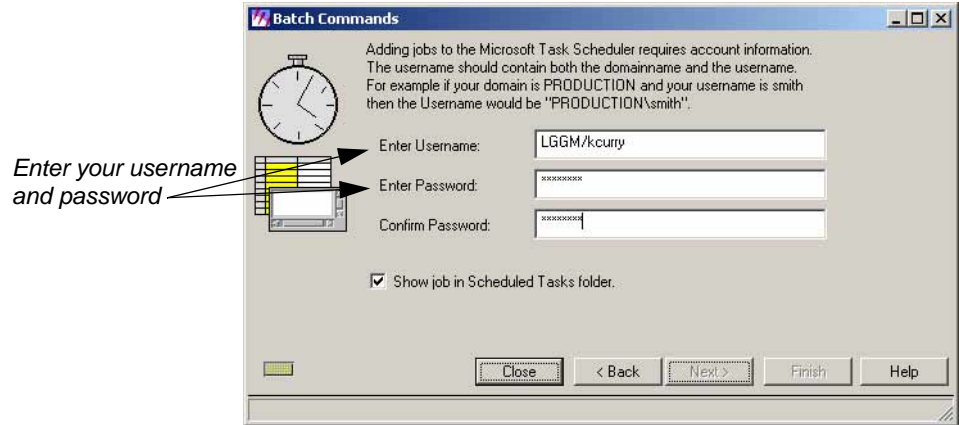 Batch Commands
Adding jobs to the Microsoft Task Scheduler requires account information.
The username should contain both the domainname and the username.
For example if your domain is PRODUCTION and your username is smith
then the Username would be "PRODUCTION\smith".
Enter your username
and password
Enter Username:
LGGM/kcurry
Enter Password:
××××××××
Confirm Password:
××××××××
Show job in Scheduled Tasks folder.
Close
< Back
Next >
Finish
Help